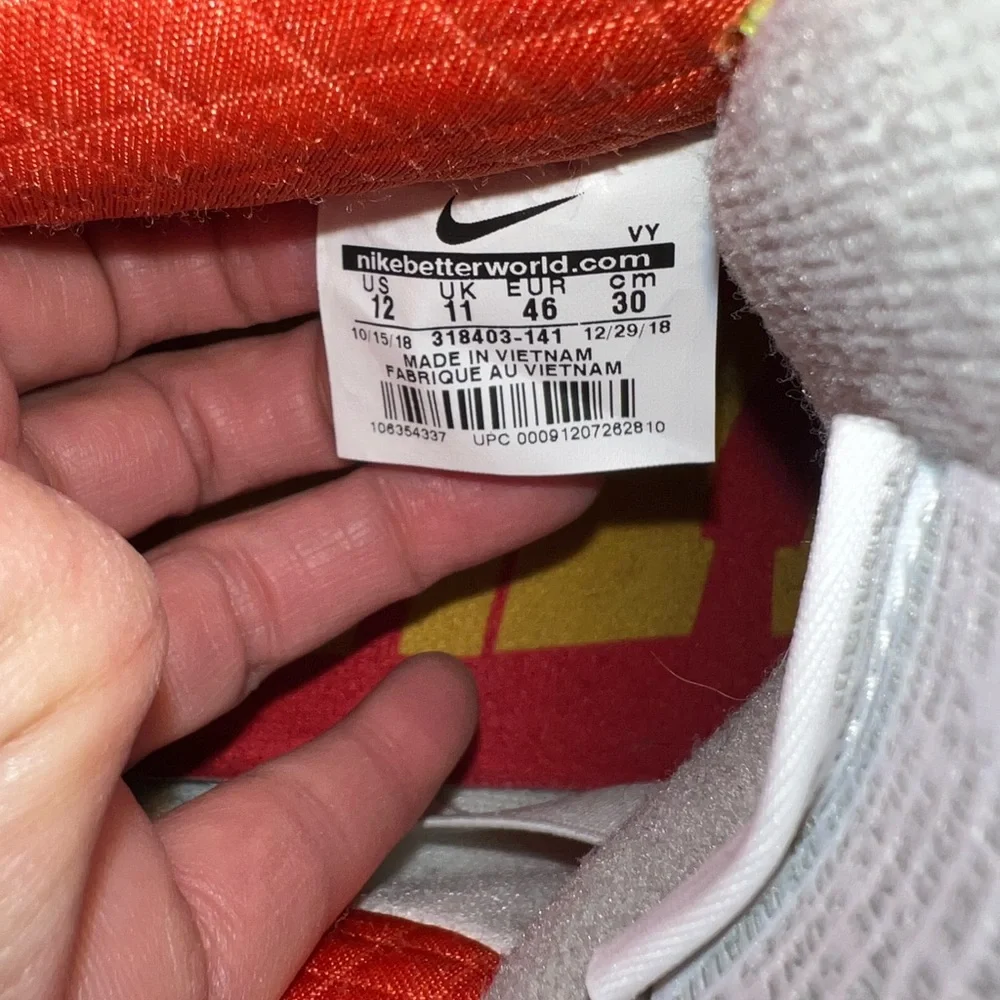 VY
nikebetterworld.com
US UK EUR cm
12 11 46 30
10/15/18 318403-141 12/29/18
MADE IN VIETNAM
FABRIQUE AU VIETNAM
106354337 UPC 00091207262810